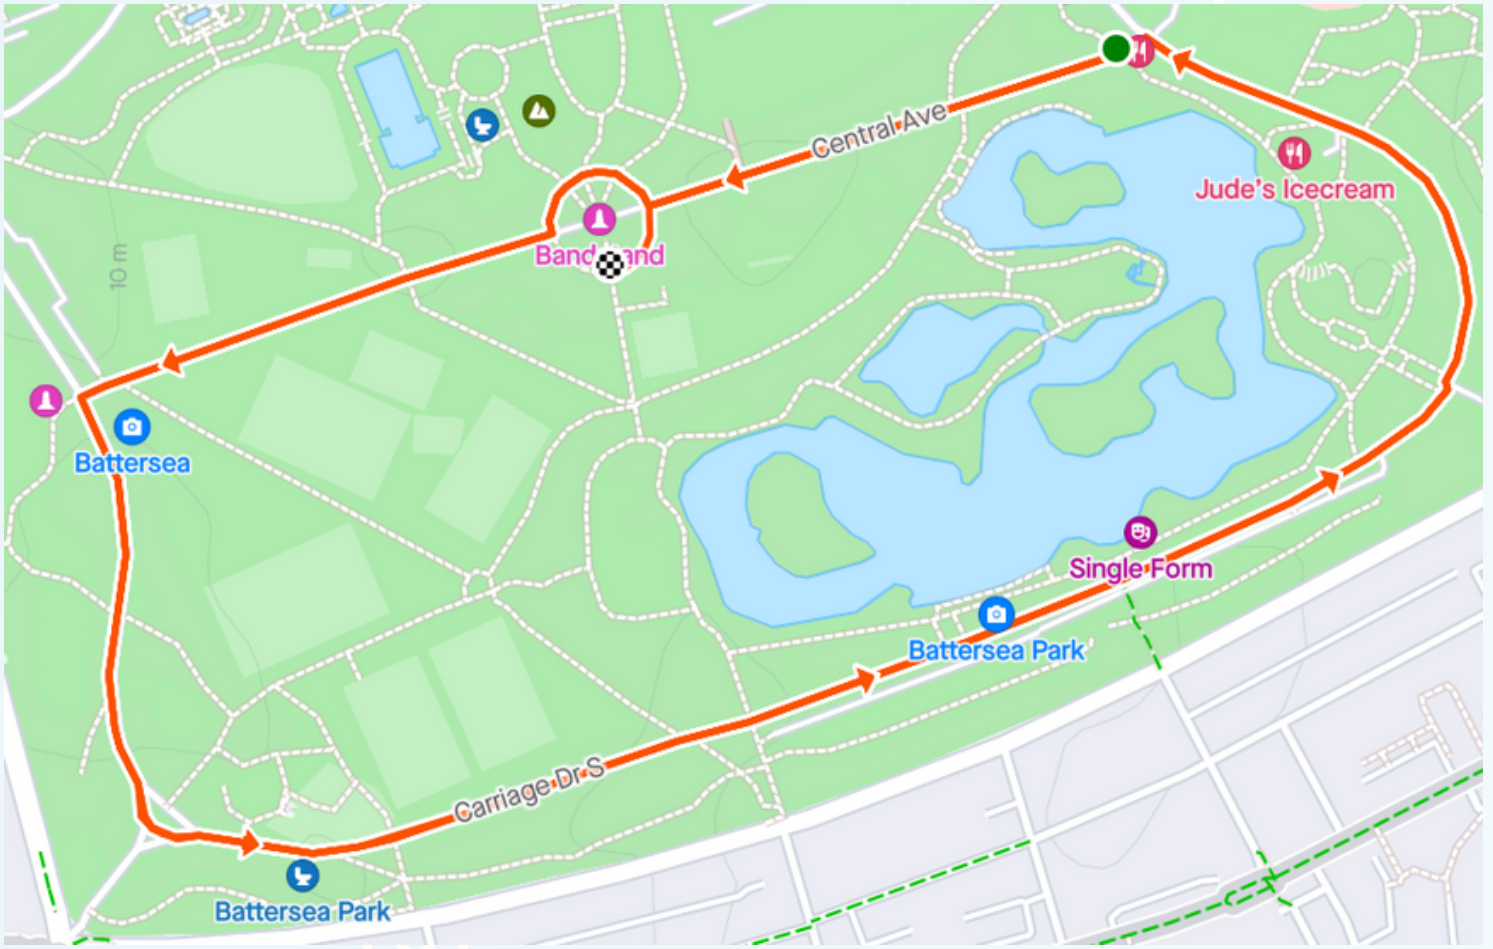 Central Ave
Jude's Icecream
10 m
Battersea
Single Form
Battersea Park
Carriage Dr S
Battersea Park